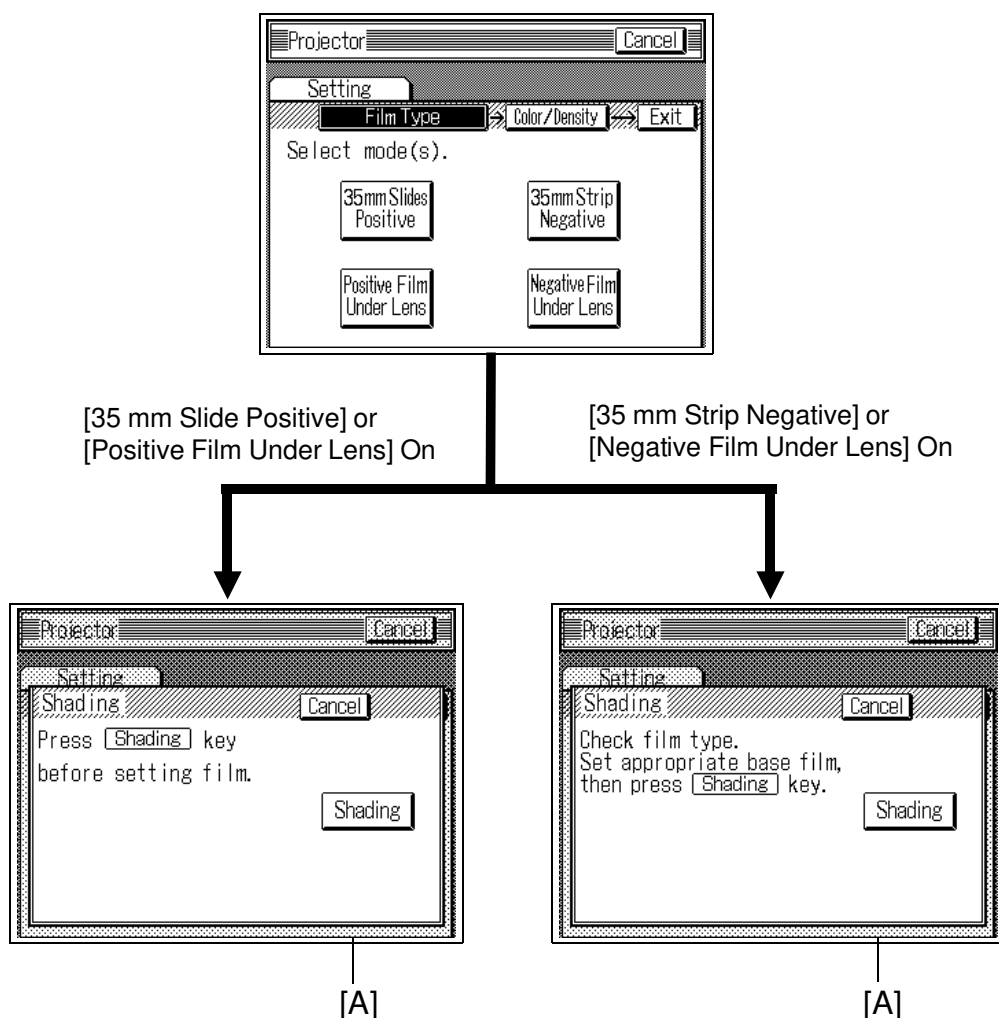 Projector Cancel
Setting
Film Type → Color/Density → Exit
Select mode(s).
35mm Slides 35mm Strip
Positive Negative
Positive Film Negative Film
Under Lens Under Lens
[35 mm Slide Positive] or
[Positive Film Under Lens] On
[35 mm Strip Negative] or
[Negative Film Under Lens] On
Projector Cancel
Setting
Shading Cancel
Press Shading key
before setting film.
Shading
[A]
Projector Cancel
Setting
Shading Cancel
Check film type.
Set appropriate base film,
then press Shading key.
Shading
[A]